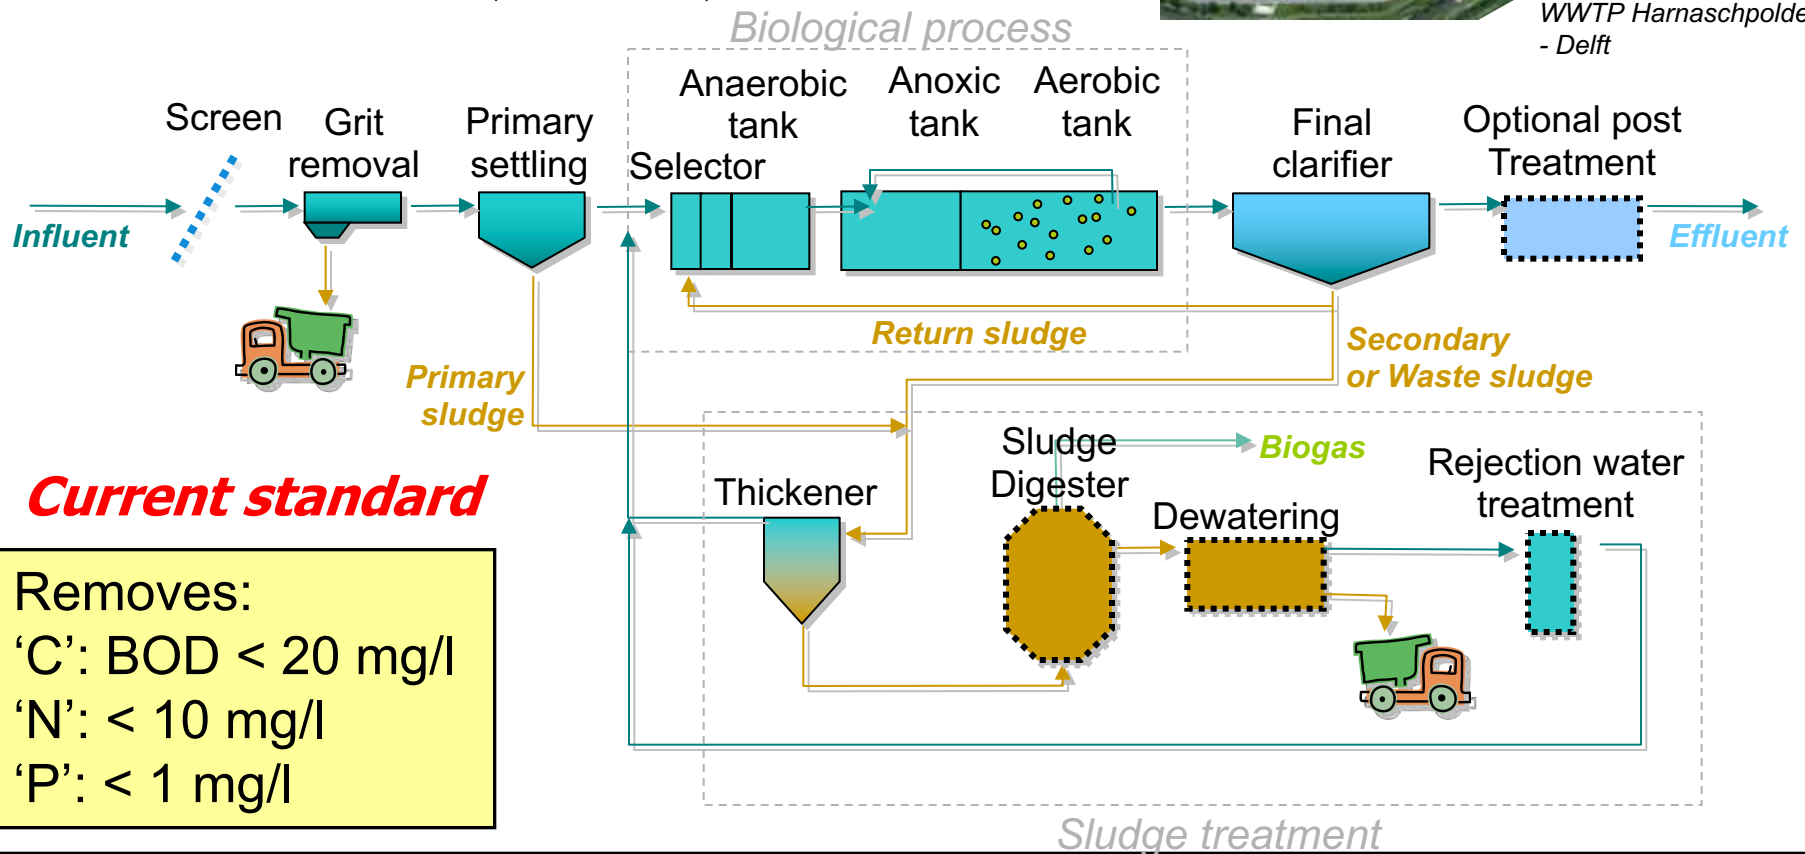 WWTP Harnaschpolde
- Delft
Biological process
Anaerobic
tank
Anoxic
tank
Aerobic
tank
Screen
Grit
removal
Primary
settling
Selector
Final
clarifier
Optional post
Treatment
Influent
Effluent
Return sludge
Secondary
or Waste sludge
Primary
sludge
Sludge
Digester
Biogas
Rejection water
treatment
Thickener
Dewatering
Current standard
Removes:
‘C’: BOD < 20 mg/l
‘N’: < 10 mg/l
‘P’: < 1 mg/l
Sludge treatment